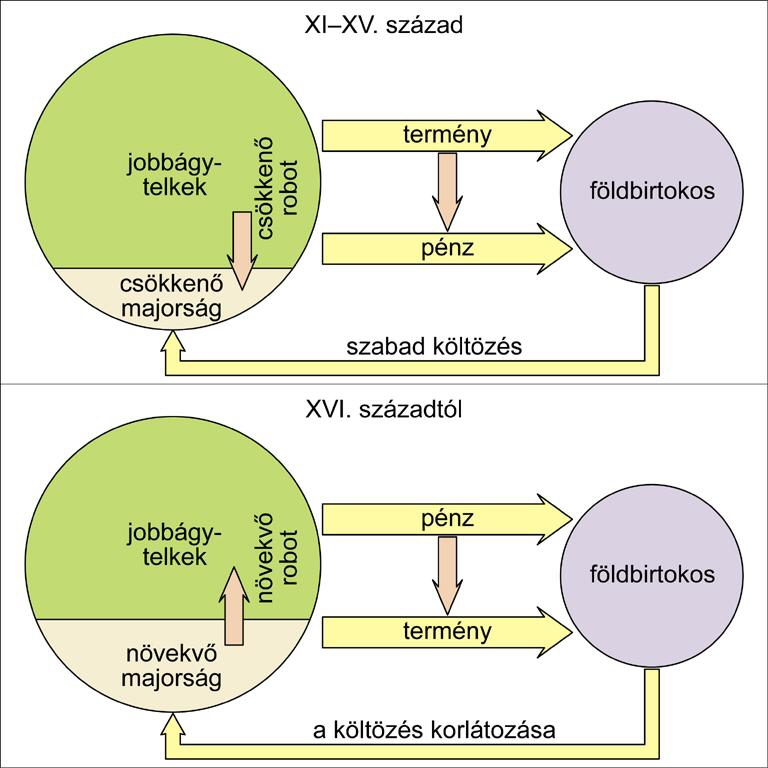 XI–XV. század
jobbágy-
telkek
csökkenő
robot
csökkenő
majorság
termény
pénz
földbirtokos
szabad költözés
XVI. századtól
jobbágy-
telkek
növekvő
robot
növekvő
majorság
pénz
termény
földbirtokos
a költözés korlátozása